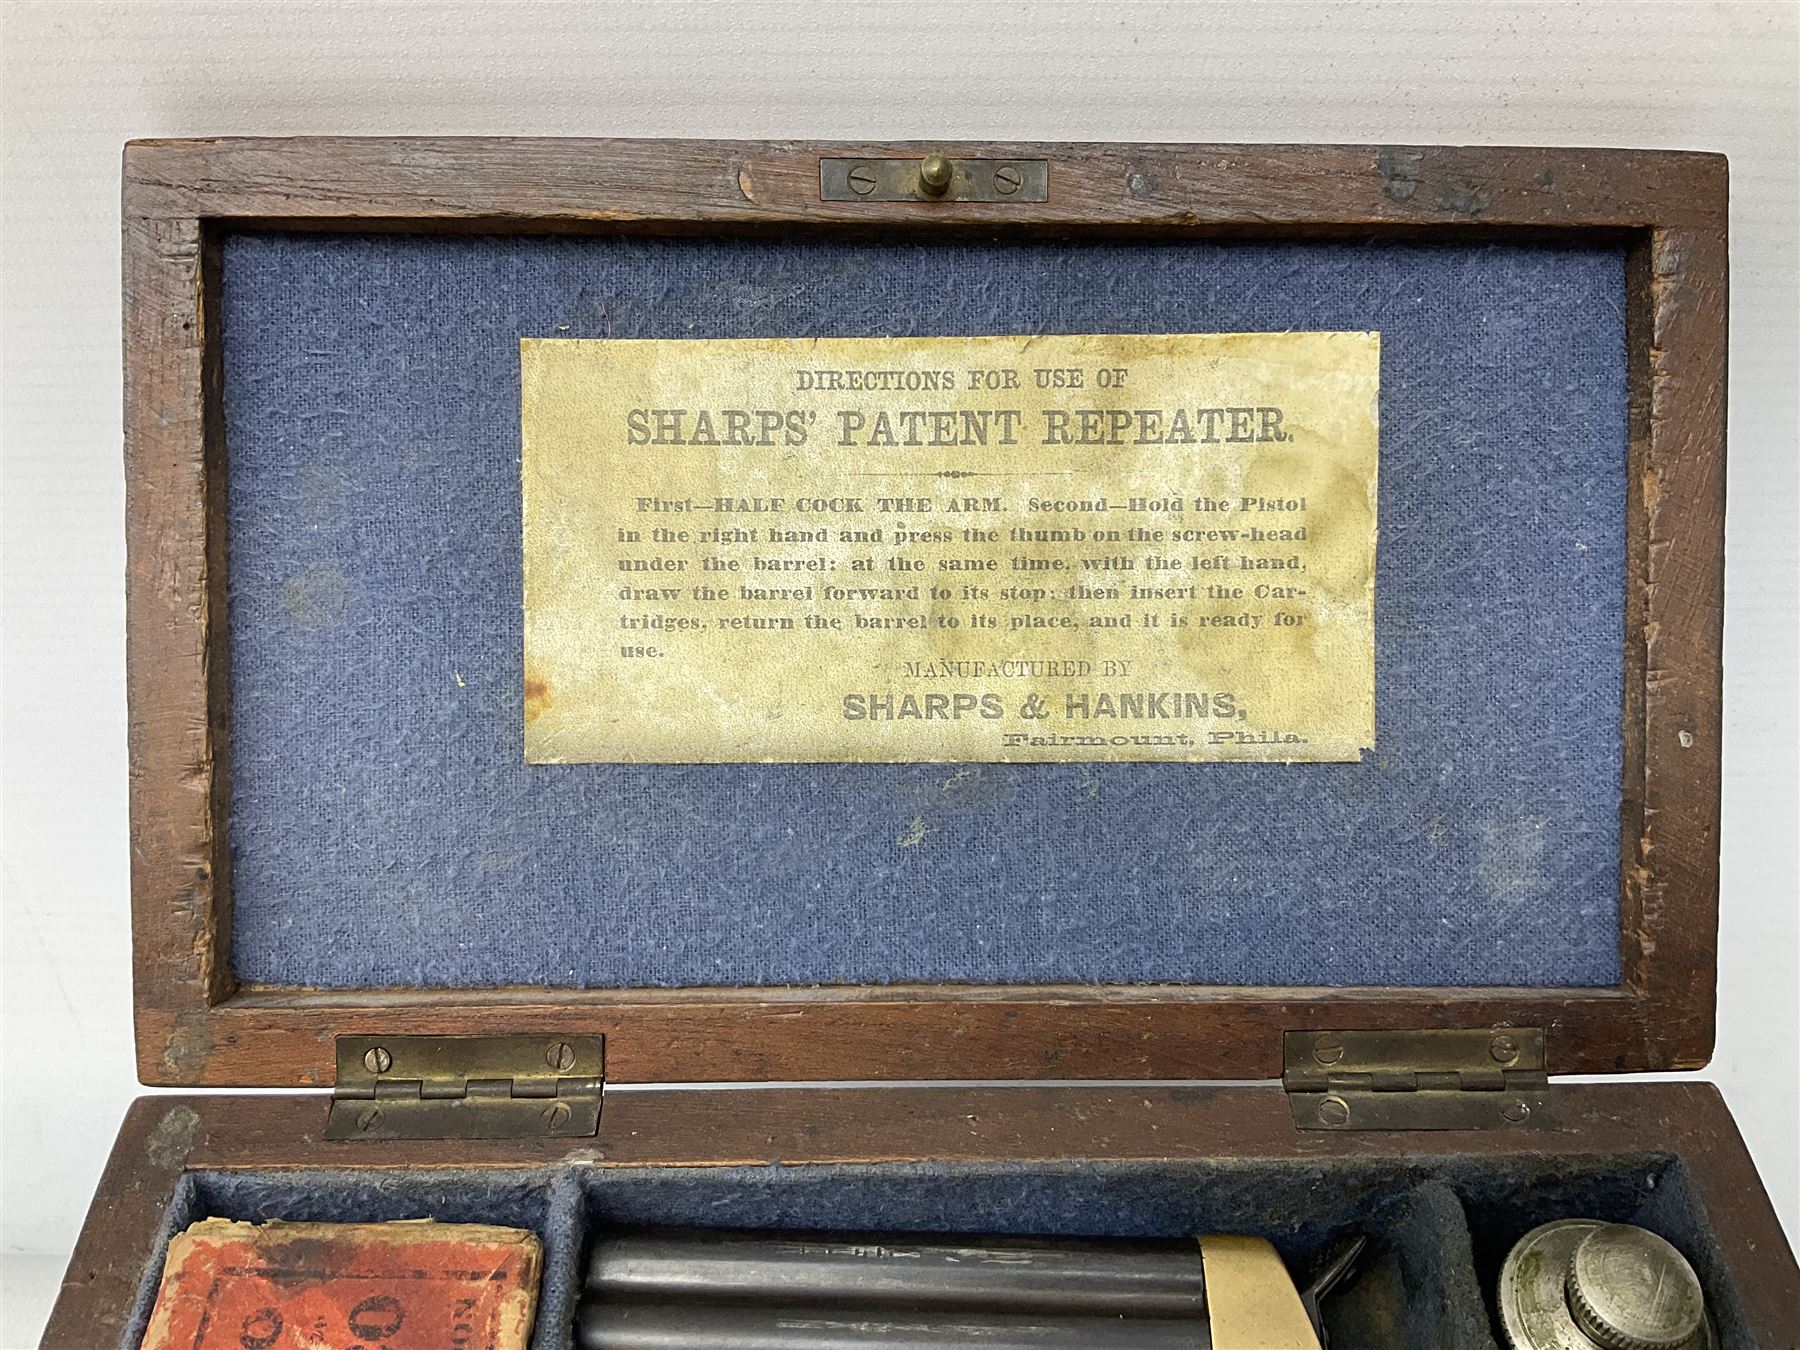 DIRECTIONS FOR USE OF
SHARPS' PATENT REPEATER.
First—HALF COCK THE ARM. Second—Hold the Pistol
in the right hand and press the thumb on the screw-head
under the barrel: at the same time, with the left hand,
draw the barrel forward to its stop; then insert the Car-
tridges, return the barrel to its place, and it is ready for
use.
MANUFACTURED BY
SHARPS & HANKINS,
Fairmount, Phila.